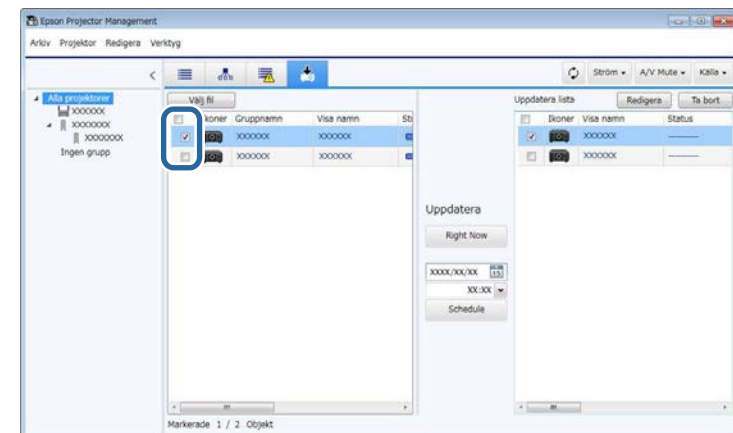 Epson Projector Management
Arkiv Projektor Redigera Verktyg
Ström A/V Mute Källa
Alla projektorer
XXXXXX
XXXXXXX
XXXXXXX
Ingen grupp
Välj fil
Ikoner Gruppnamn Visa namn
XXXXXX XXXXXX
XXXXXX XXXXXX
Uppdatera
Right Now
XXXX/XX/XX 15
XX:XX
Schedule
Uppdatera lista Redigera Ta bort
Ikoner Visa namn Status
XXXXXX
XXXXXX
Markerade 1 / 2 Objekt